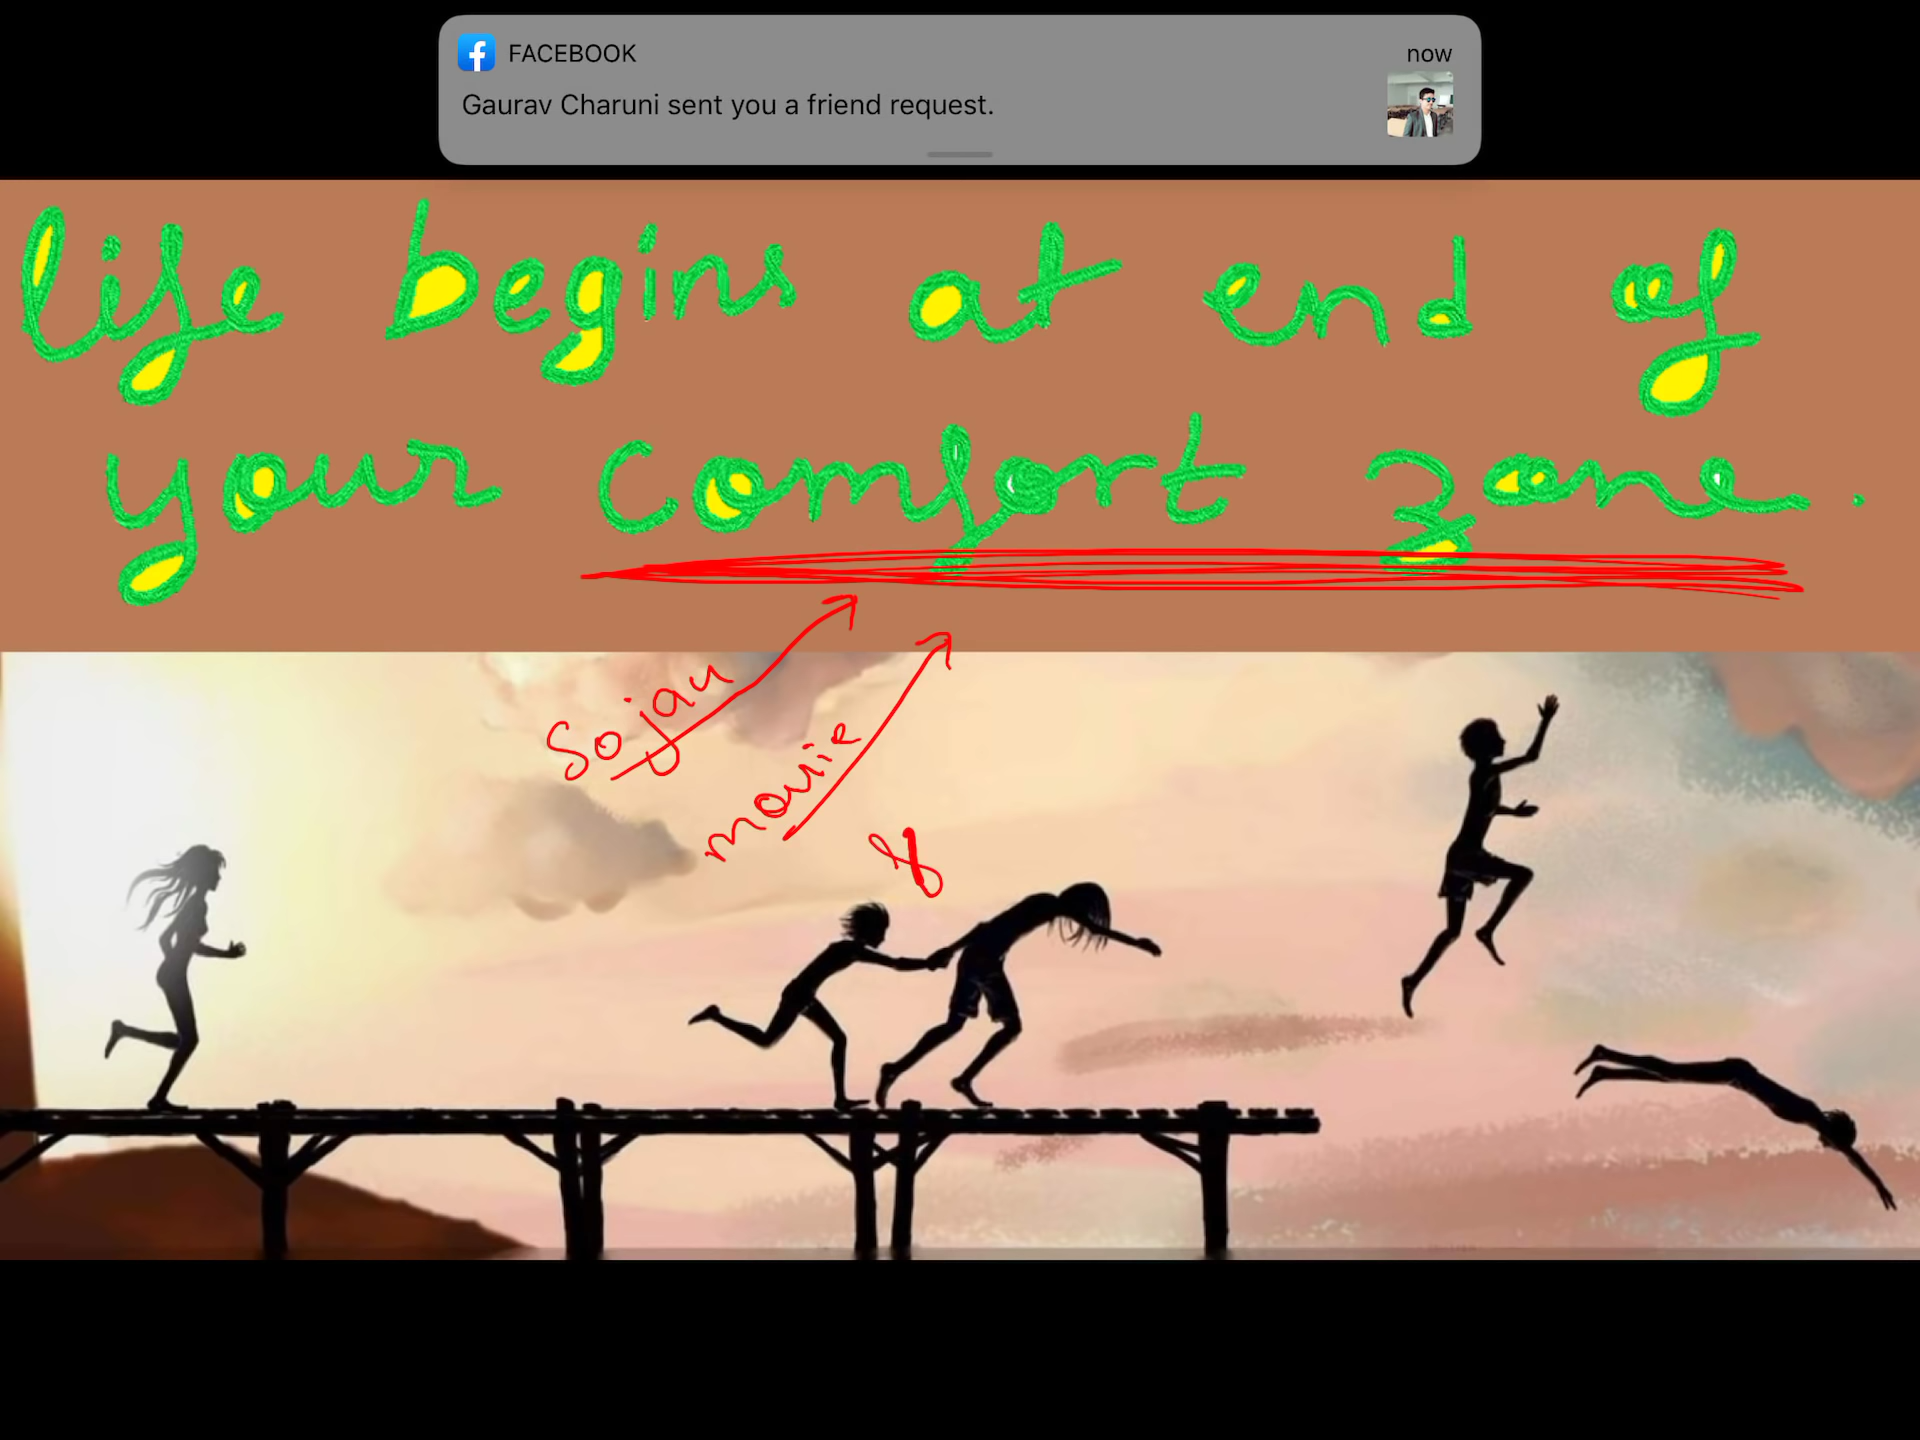 FACEBOOK now
Gaurav Charuni sent you a friend request.
life begins at end of
your comfort zone.
Sojau
movie